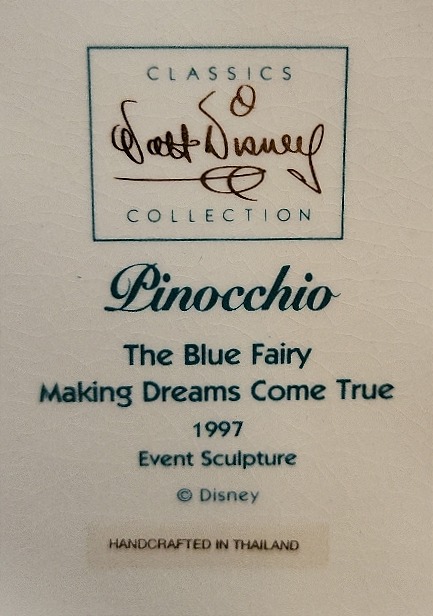 CLASSICS
Walt Disney
COLLECTION
Pinocchio
The Blue Fairy
Making Dreams Come True
1997
Event Sculpture
© Disney
HANDCRAFTED IN THAILAND